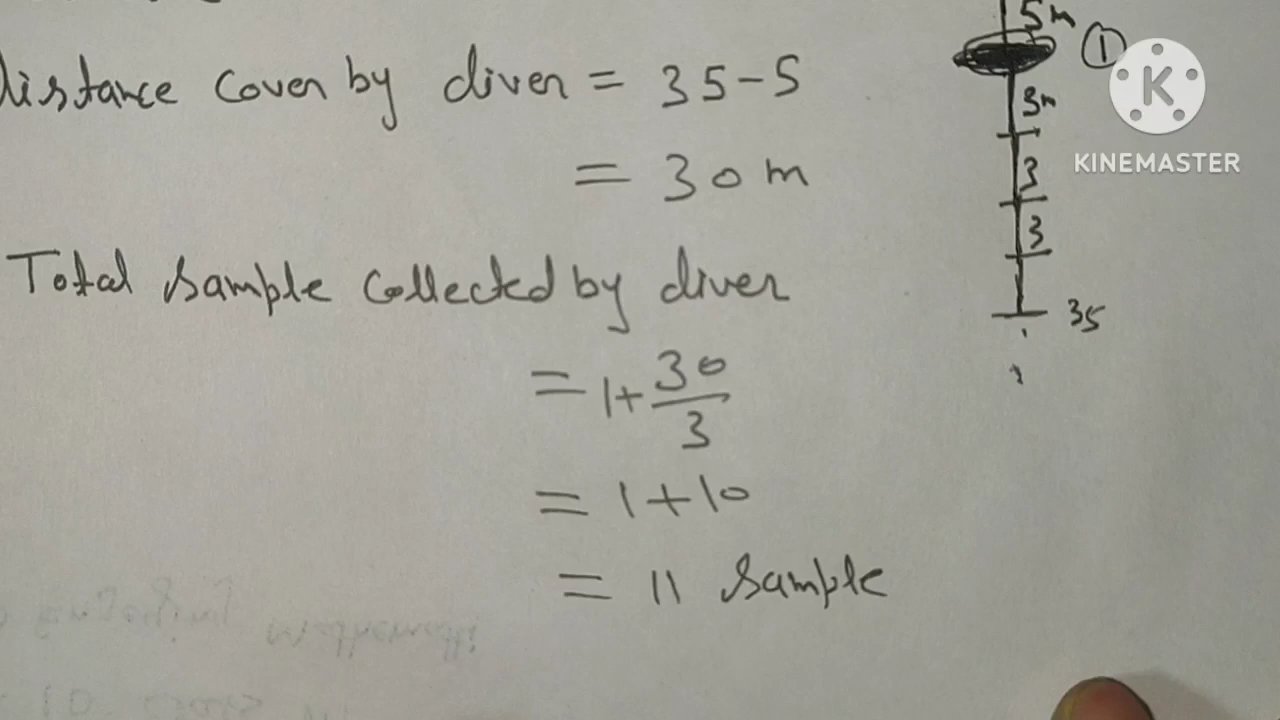 distance cover by diver = 35-5
= 30 m
Total sample collected by diver
= 1+ 30/3
= 1+10
= 11 sample
5m
1
3m
3
3
35
K
KINEMASTER